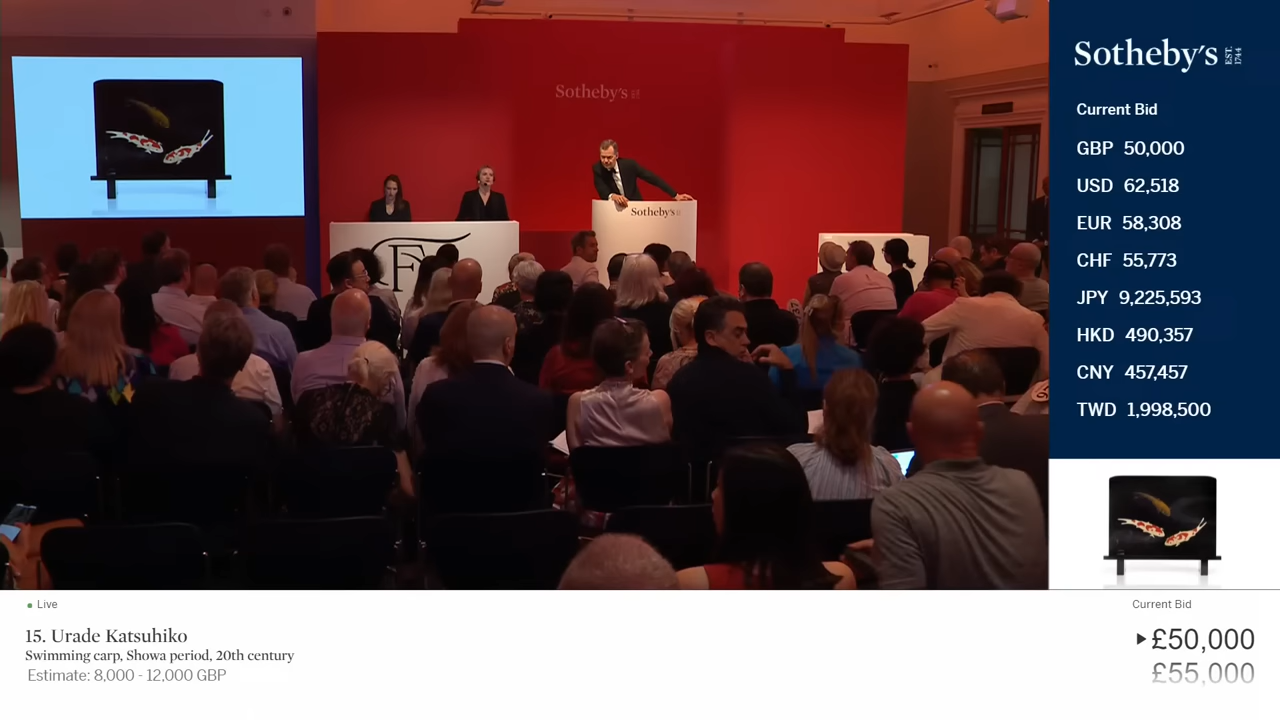 Sotheby's EST. 1744
Current Bid
GBP 50,000
USD 62,518
EUR 58,308
CHF 55,773
JPY 9,225,593
HKD 490,357
CNY 457,457
TWD 1,998,500
Sotheby's
Sotheby's
F
Live
15. Urade Katsuhiko
Swimming carp, Showa period, 20th century
Estimate: 8,000 - 12,000 GBP
Current Bid
£50,000
£55,000